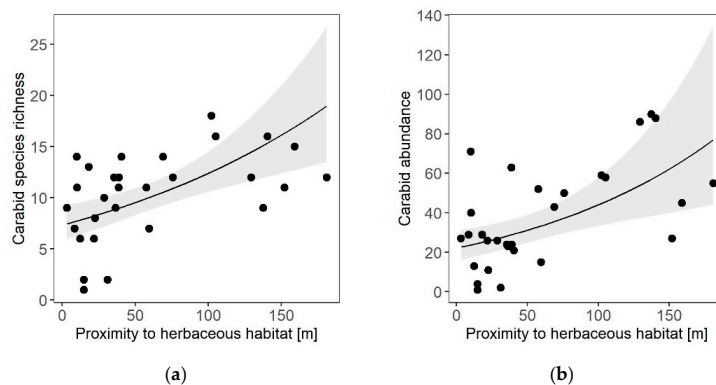 25
20
15
10
5
0
Carabid species richness
0 50 100 150
Proximity to herbaceous habitat [m]
(a)
140
120
100
80
60
40
20
0
Carabid abundance
0 50 100 150
Proximity to herbaceous habitat [m]
(b)